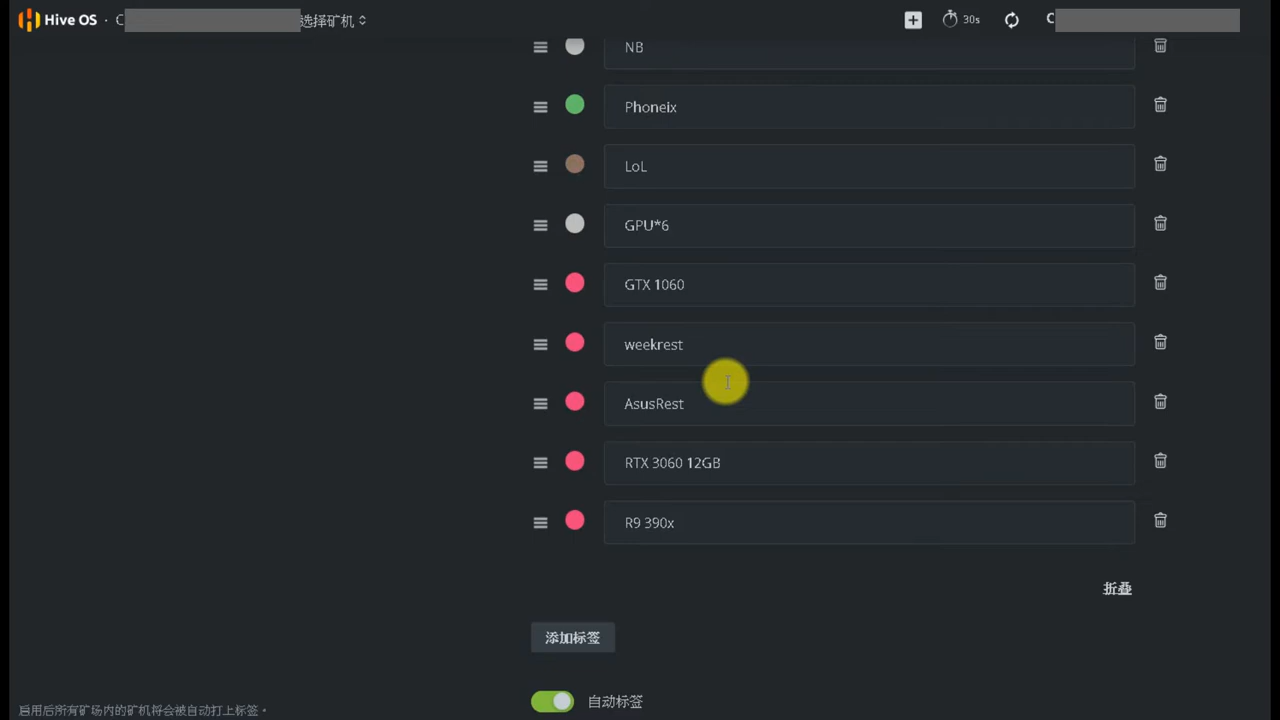 Hive OS · C 选择矿机
30s
C
NB
Phoneix
LoL
GPU*6
GTX 1060
weekrest
AsusRest
RTX 3060 12GB
R9 390x
折叠
添加标签
自动标签
启用后所有矿场内的矿机将会被自动打上标签。